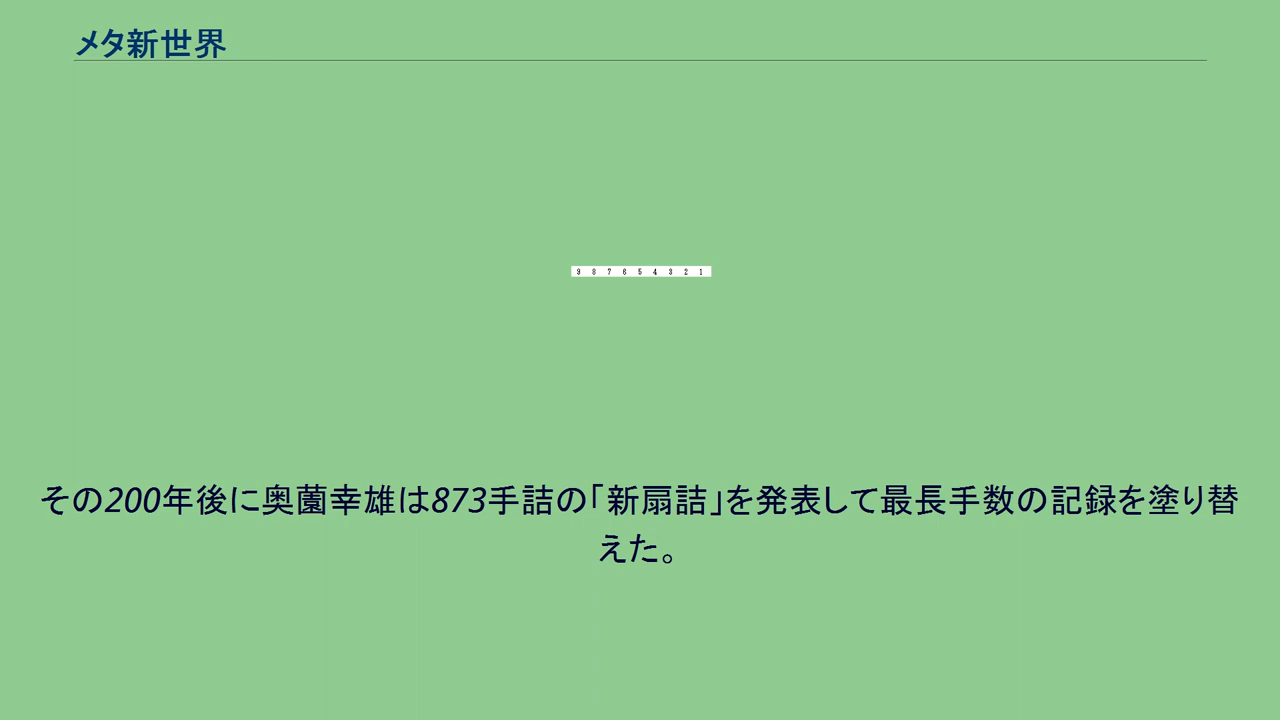 メタ新世界
9 8 7 6 5 4 3 2 1
その200年後に奥薗幸雄は873手詰の「新扇詰」を発表して最長手数の記録を塗り替
えた。